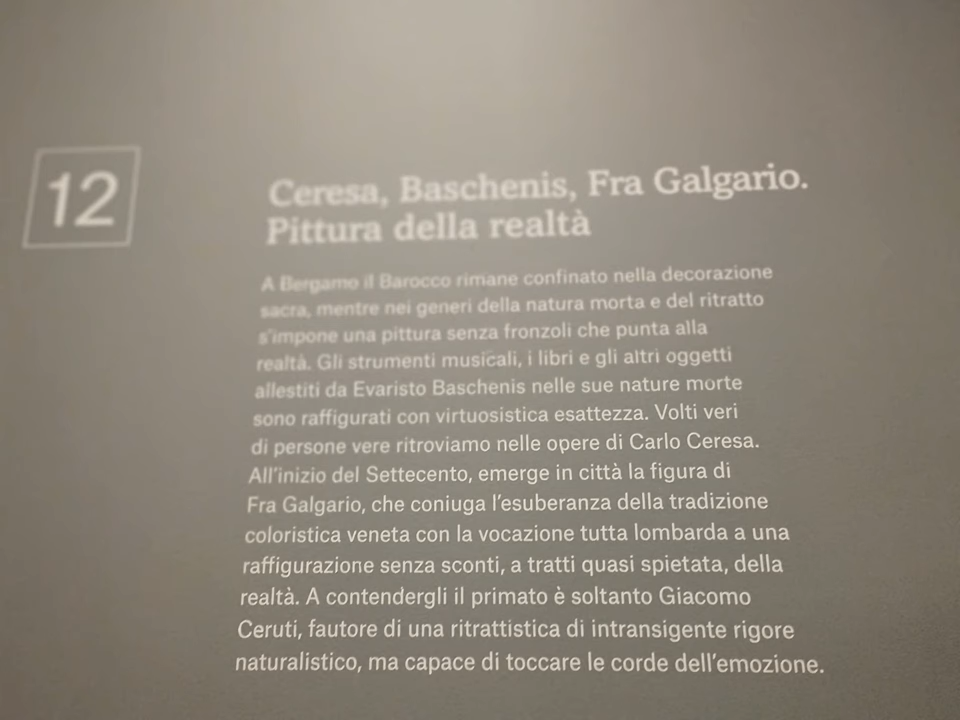 12
Ceresa, Baschenis, Fra Galgario.
Pittura della realtà
A Bergamo il Barocco rimane confinato nella decorazione
sacra, mentre nei generi della natura morta e del ritratto
s'impone una pittura senza fronzoli che punta alla
realtà. Gli strumenti musicali, i libri e gli altri oggetti
allestiti da Evaristo Baschenis nelle sue nature morte
sono raffigurati con virtuosistica esattezza. Volti veri
di persone vere ritroviamo nelle opere di Carlo Ceresa.
All'inizio del Settecento, emerge in città la figura di
Fra Galgario, che coniuga l'esuberanza della tradizione
coloristica veneta con la vocazione tutta lombarda a una
raffigurazione senza sconti, a tratti quasi spietata, della
realtà. A contendergli il primato è soltanto Giacomo
Ceruti, fautore di una ritrattistica di intransigente rigore
naturalistico, ma capace di toccare le corde dell'emozione.